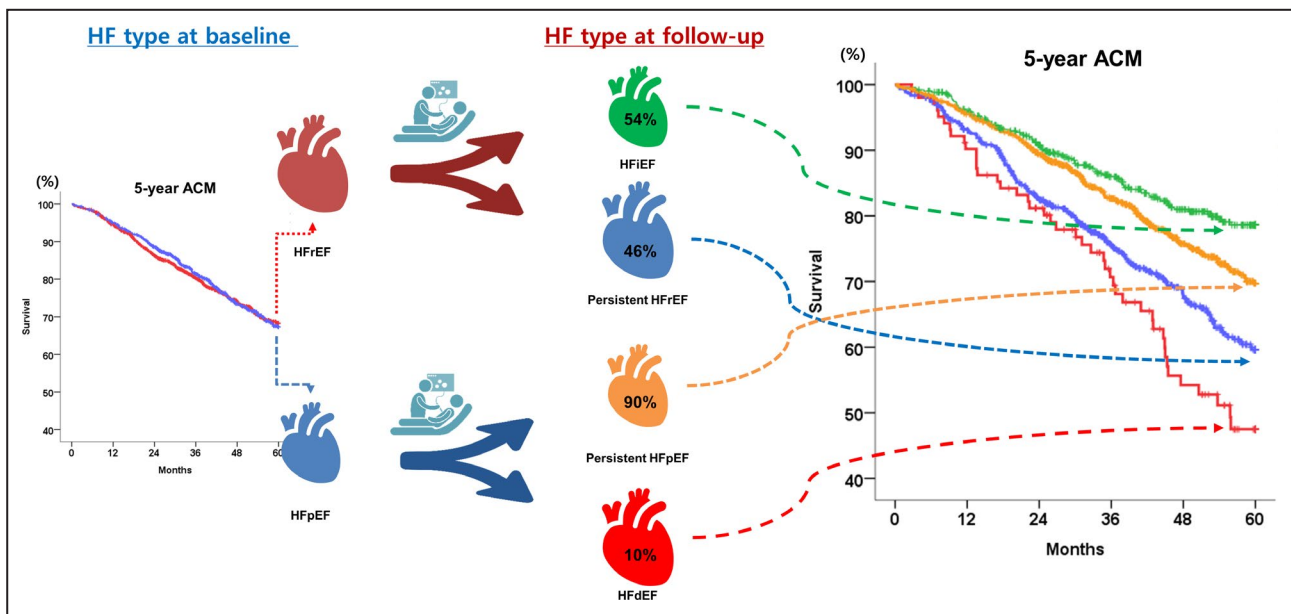 HF type at baseline
HF type at follow-up
(%)
5-year ACM
100
90
80
70
60
50
40
Survival
0 12 24 36 48 60
Months
HFrEF
HFpEF
54%
HFiEF
46%
Persistent HFrEF
90%
Persistent HFpEF
10%
HFdEF
(%)
5-year ACM
100
90
80
70
60
50
40
Survival
0 12 24 36 48 60
Months